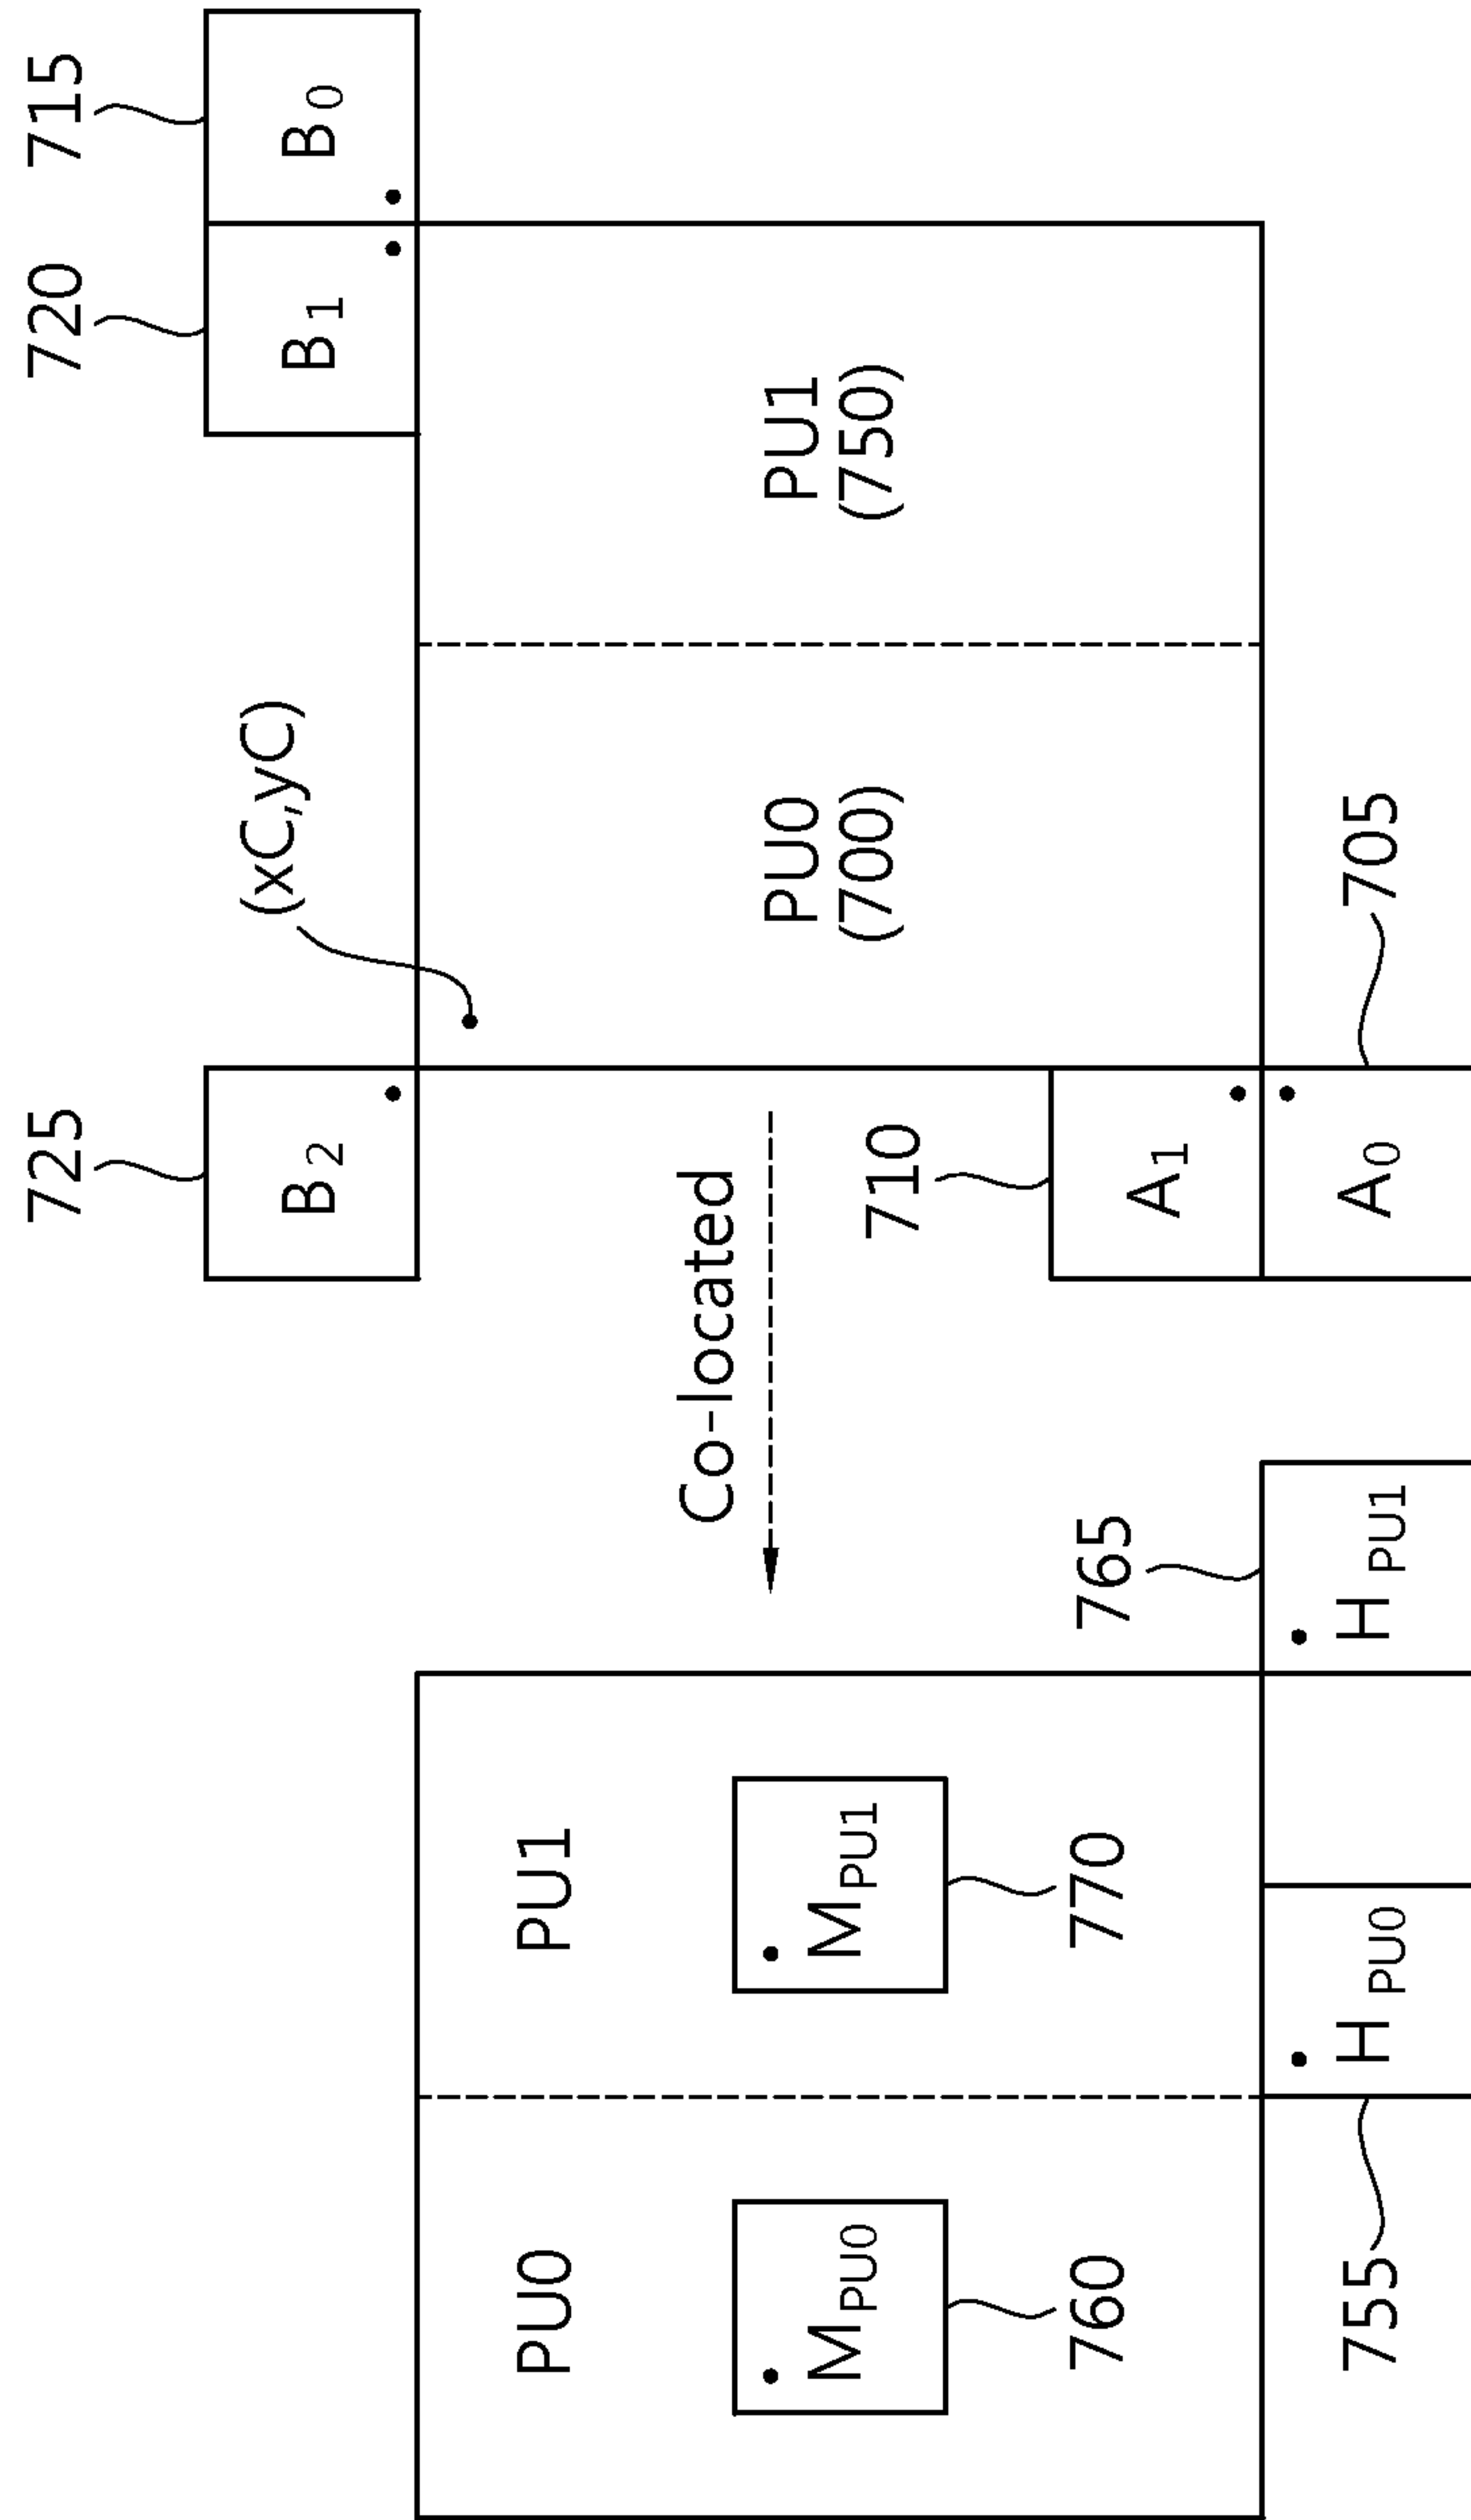 725
720
715
B2
B1
B0
(xC,yC)
PU0
PU1
PU0
(700)
PU1
(750)
Co-located
MPU0
MPU1
710
760
770
765
A1
705
755
HPU0
HPU1
A0